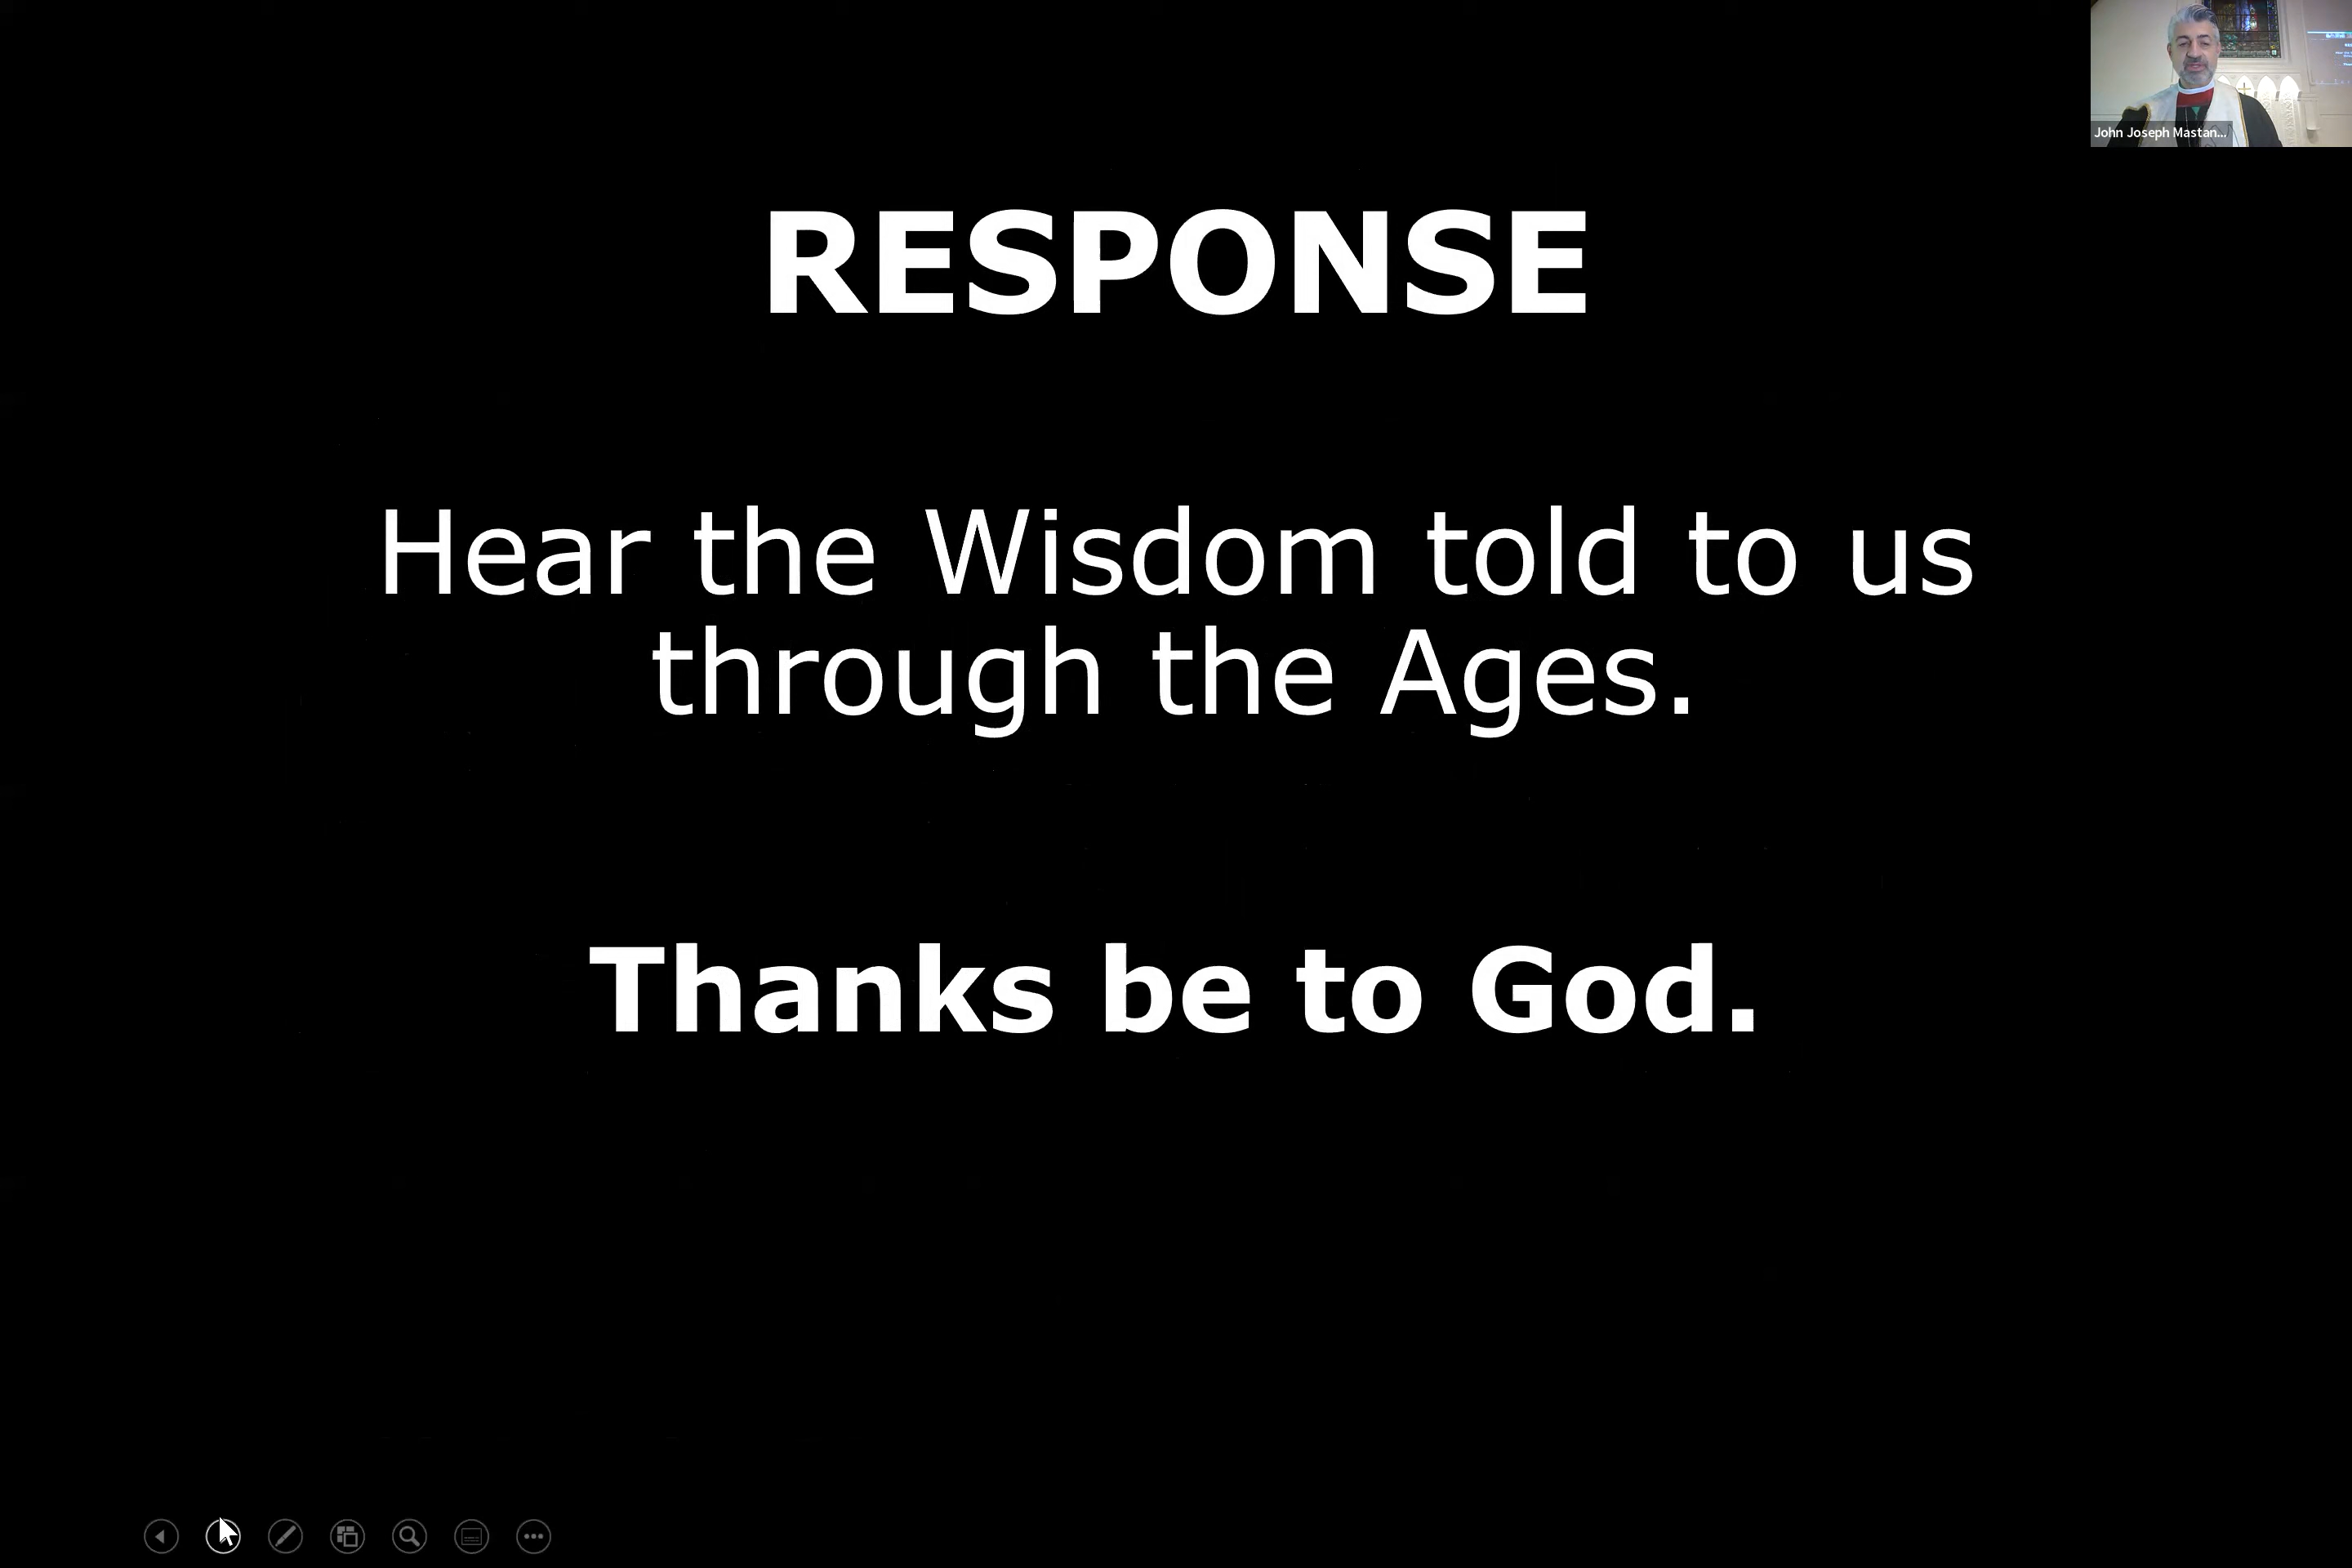 John Joseph Mastan...
RESPONSE
Hear the Wisdom told to us
through the Ages.
Thanks be to God.